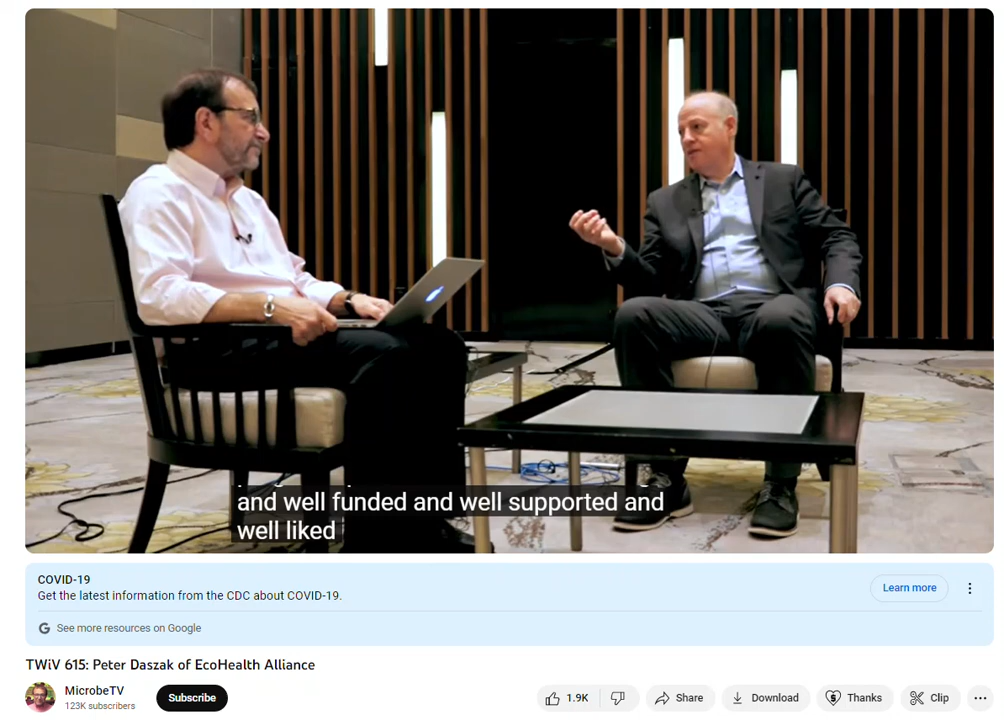 and well funded and well supported and
well liked
COVID-19
Get the latest information from the CDC about COVID-19.
Learn more
See more resources on Google
TWiV 615: Peter Daszak of EcoHealth Alliance
MicrobeTV
123K subscribers
Subscribe
1.9K
Share
Download
Thanks
Clip